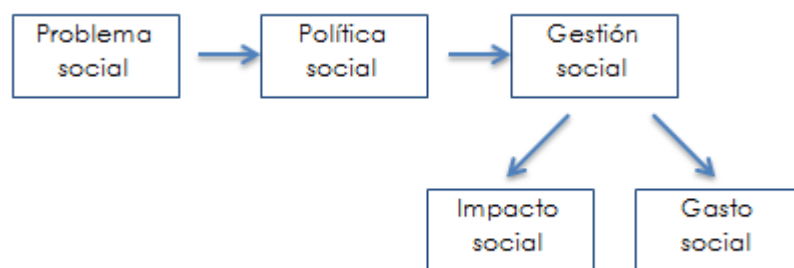 Problema
social
Política
social
Gestión
social
Impacto
social
Gasto
social